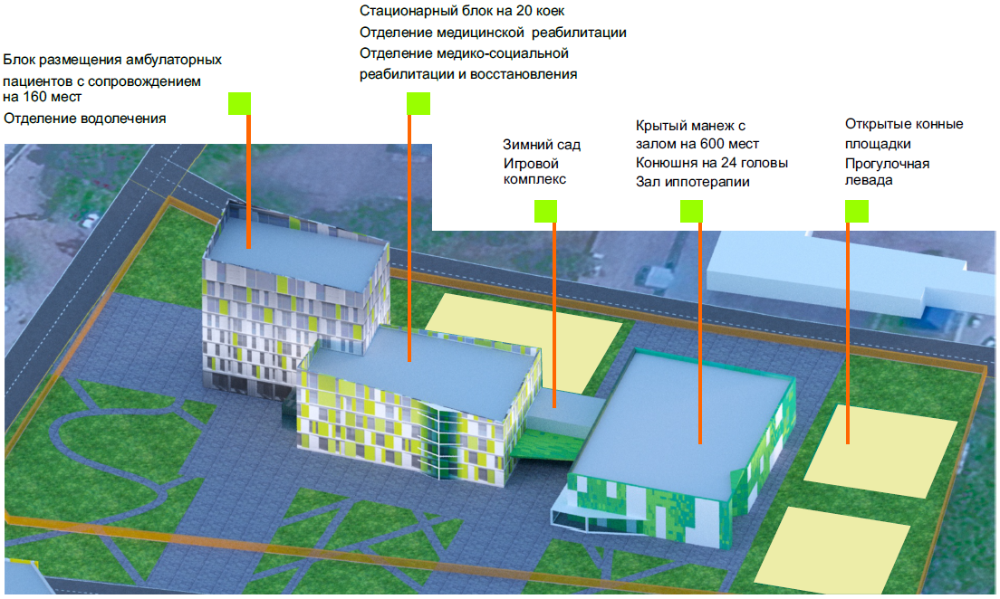 Стационарный блок на 20 коек
Отделение медицинской реабилитации
Отделение медико-социальной
реабилитации и восстановления
Блок размещения амбулаторных
пациентов с сопровождением
на 160 мест
Отделение водолечения
Зимний сад
Игровой
комплекс
Крытый манеж с
залом на 600 мест
Конюшня на 24 головы
Зал иппотерапии
Открытые конные
площадки
Прогулочная
левада